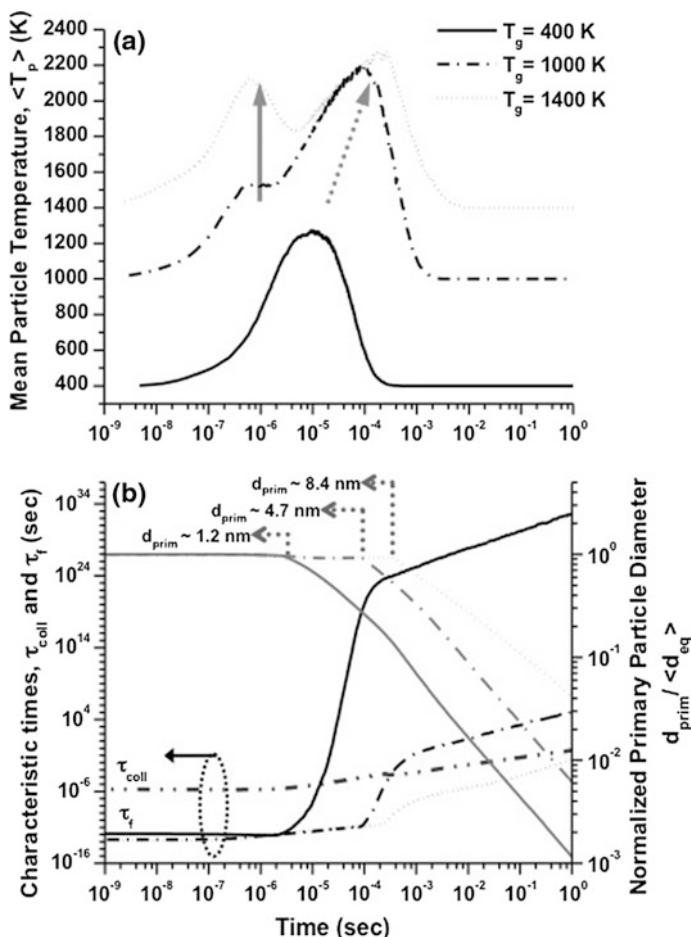 (a)
T_g = 400 K
T_g = 1000 K
T_g = 1400 K
Mean Particle Temperature, <T_p> (K)
2400
2200
2000
1800
1600
1400
1200
1000
800
600
400
10^-9 10^-8 10^-7 10^-6 10^-5 10^-4 10^-3 10^-2 10^-1 10^0
(b)
d_prim ~ 8.4 nm
d_prim ~ 4.7 nm
d_prim ~ 1.2 nm
τ_coll
τ_f
Characteristic times, τ_coll and τ_f (sec)
10^34
10^24
10^14
10^4
10^-6
10^-16
Normalized Primary Particle Diameter
d_prim / <d_eq>
10^0
10^-1
10^-2
10^-3
10^-9 10^-8 10^-7 10^-6 10^-5 10^-4 10^-3 10^-2 10^-1 10^0
Time (sec)